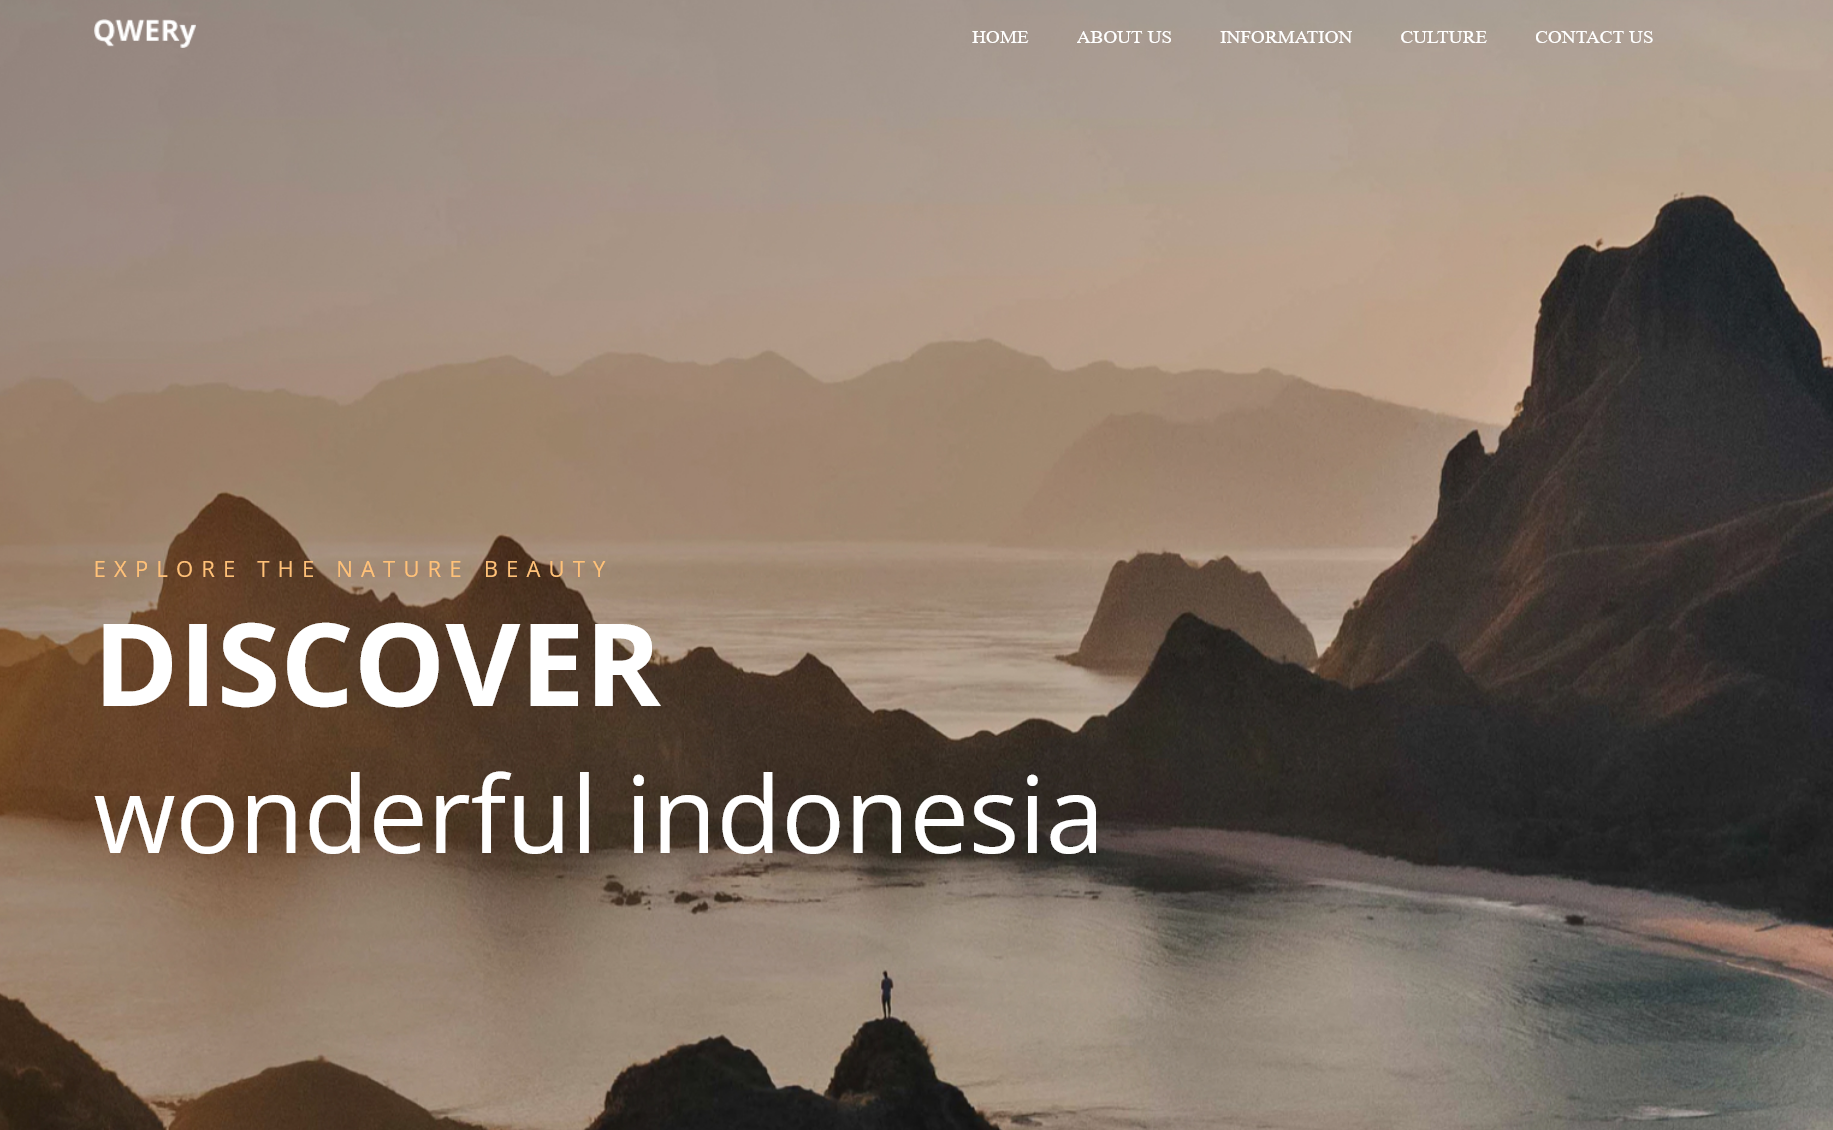 QWERy
HOME ABOUT US INFORMATION CULTURE CONTACT US
EXPLORE THE NATURE BEAUTY
DISCOVER
wonderful indonesia